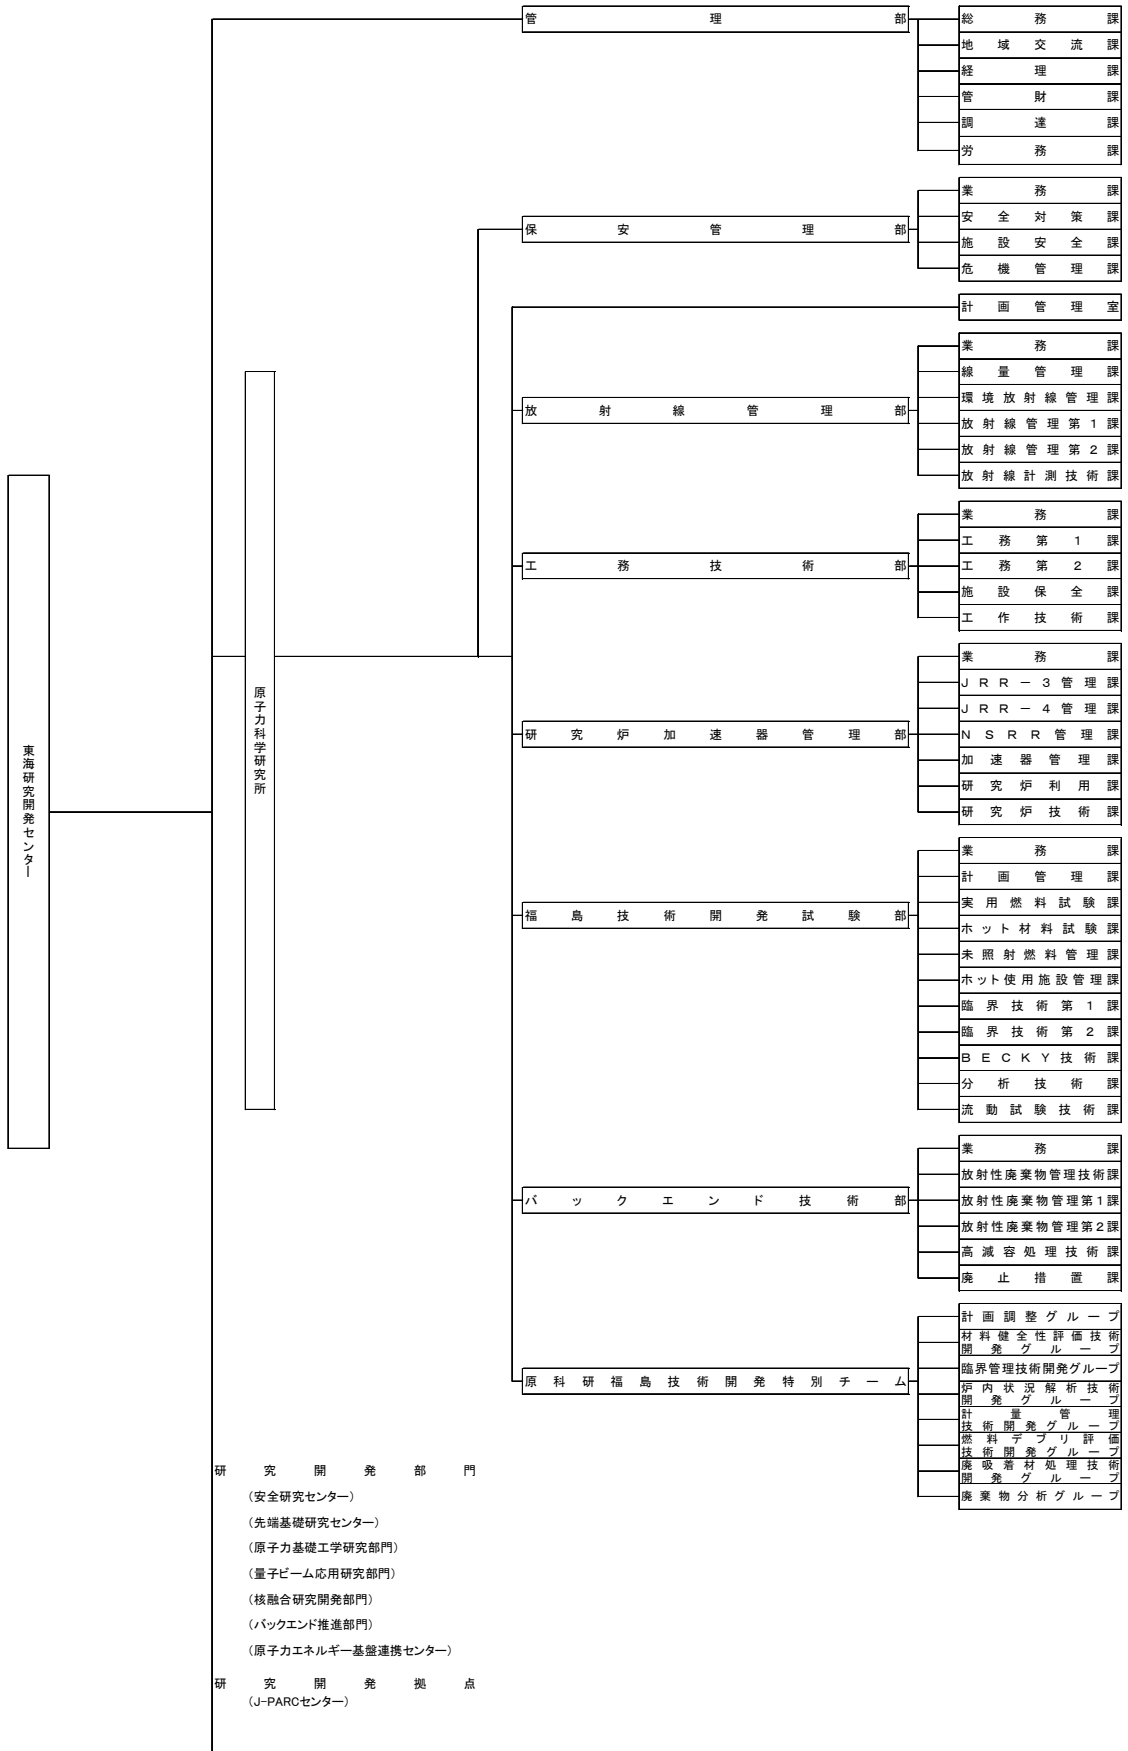 東海研究開発センター
管理部
総務課
地域交流課
経理課
管財課
調達課
労務課
原子力科学研究所
保安管理部
業務課
安全対策課
施設安全課
危機管理課
計画管理室
放射線管理部
業務課
線量管理課
環境放射線管理課
放射線管理第1課
放射線管理第2課
放射線計測技術課
工務技術部
業務課
工務第1課
工務第2課
施設保全課
工作技術課
研究炉加速器管理部
業務課
JRR－3管理課
JRR－4管理課
NSRR管理課
加速器管理課
研究炉利用課
研究炉技術課
福島技術開発試験部
業務課
計画管理課
実用燃料試験課
ホット材料試験課
未照射燃料管理課
ホット使用施設管理課
臨界技術第1課
臨界技術第2課
BECKY技術課
分析技術課
流動試験技術課
バックエンド技術部
業務課
放射性廃棄物管理技術課
放射性廃棄物管理第1課
放射性廃棄物管理第2課
高減容処理技術課
廃止措置課
原科研福島技術開発特別チーム
計画調整グループ
材料健全性評価技術
開発グループ
臨界管理技術開発グループ
炉内状況解析技術
開発グループ
計量管理
技術開発グループ
燃料デブリ評価
技術開発グループ
廃吸着材処理技術
開発グループ
廃棄物分析グループ
研究開発部門
（安全研究センター）
（先端基礎研究センター）
（原子力基礎工学研究部門）
（量子ビーム応用研究部門）
（核融合研究開発部門）
（バックエンド推進部門）
（原子力エネルギー基盤連携センター）
研究開発拠点
（J-PARCセンター）